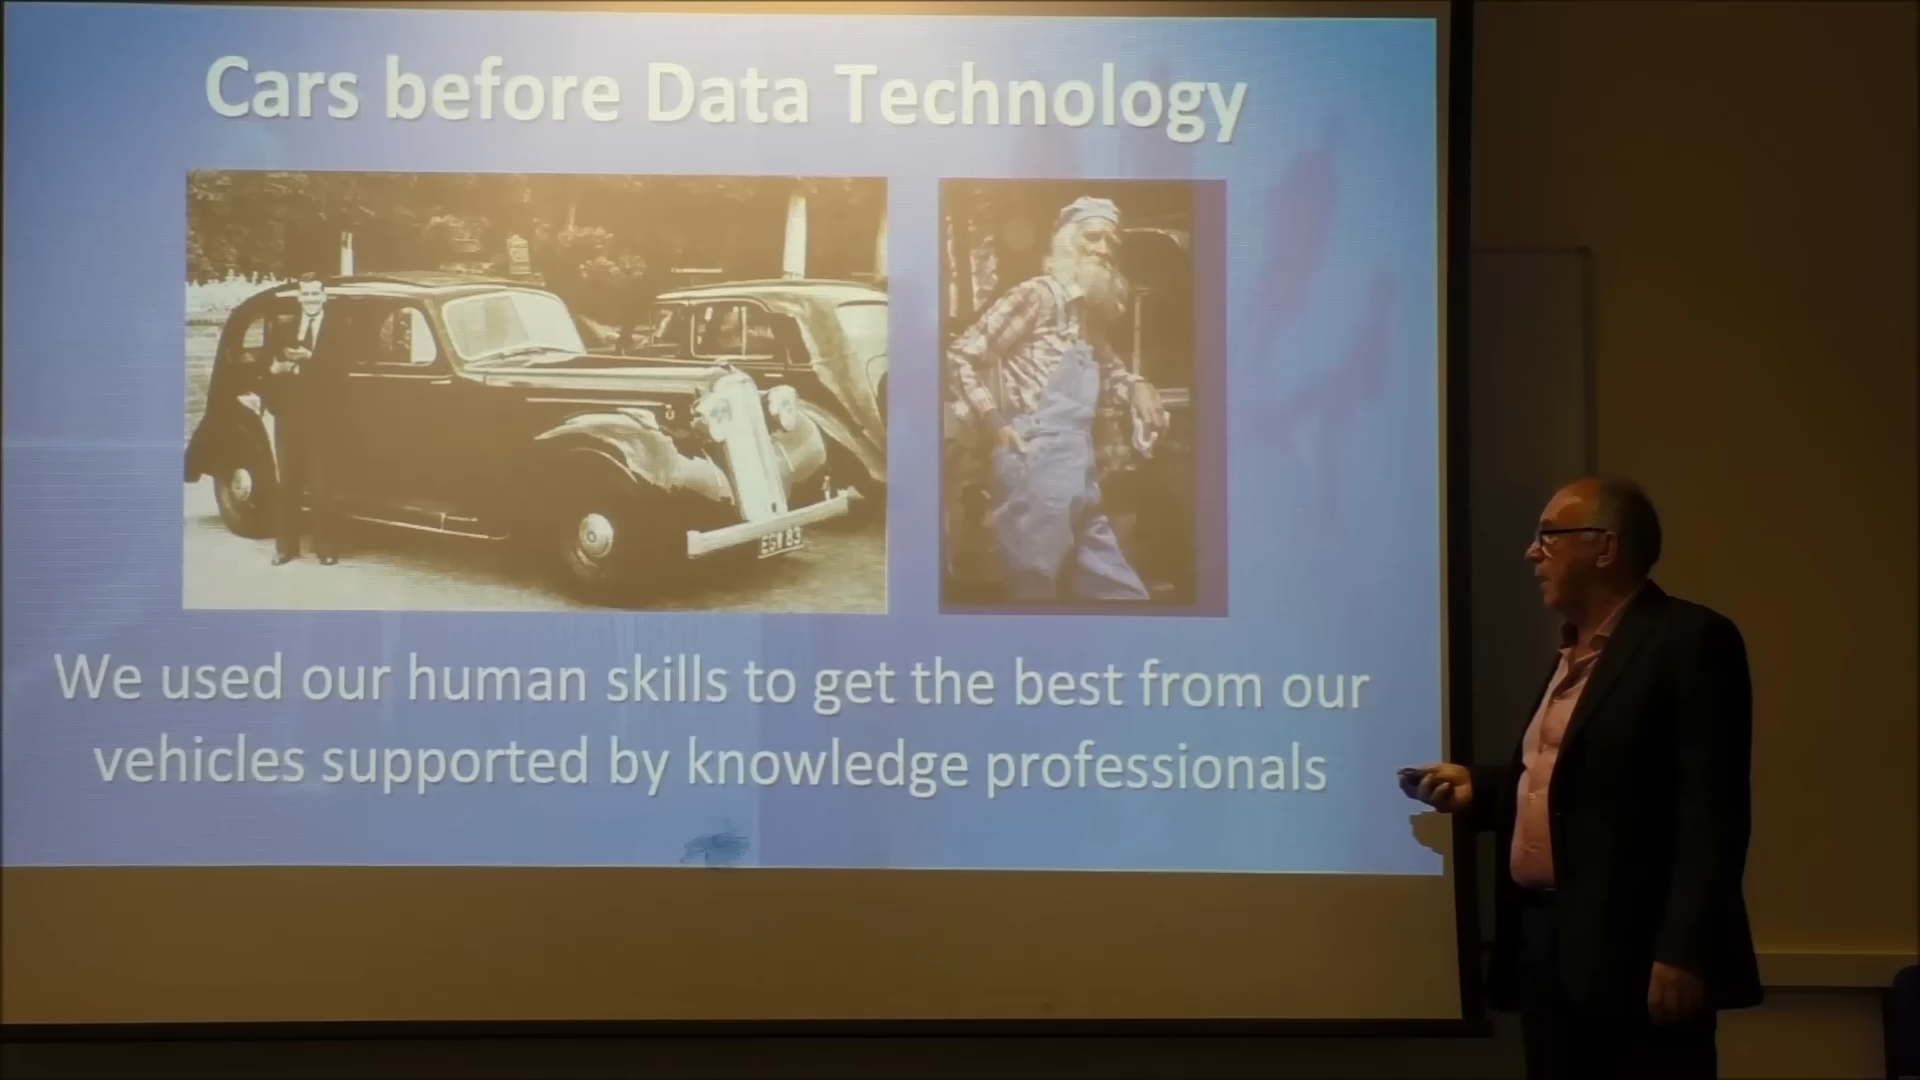 Cars before Data Technology
We used our human skills to get the best from our
vehicles supported by knowledge professionals